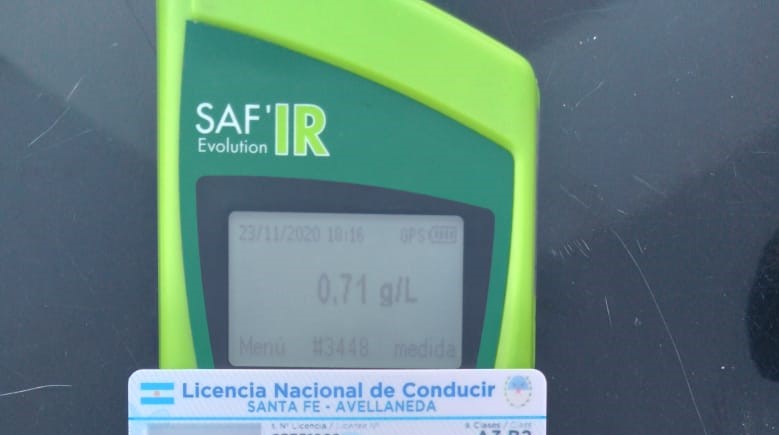 SAF'IR
Evolution
23/11/2020 18:16 GPS
0,71 g/L
Menú #3448 medida
Licencia Nacional de Conducir
SANTA FE - AVELLANEDA